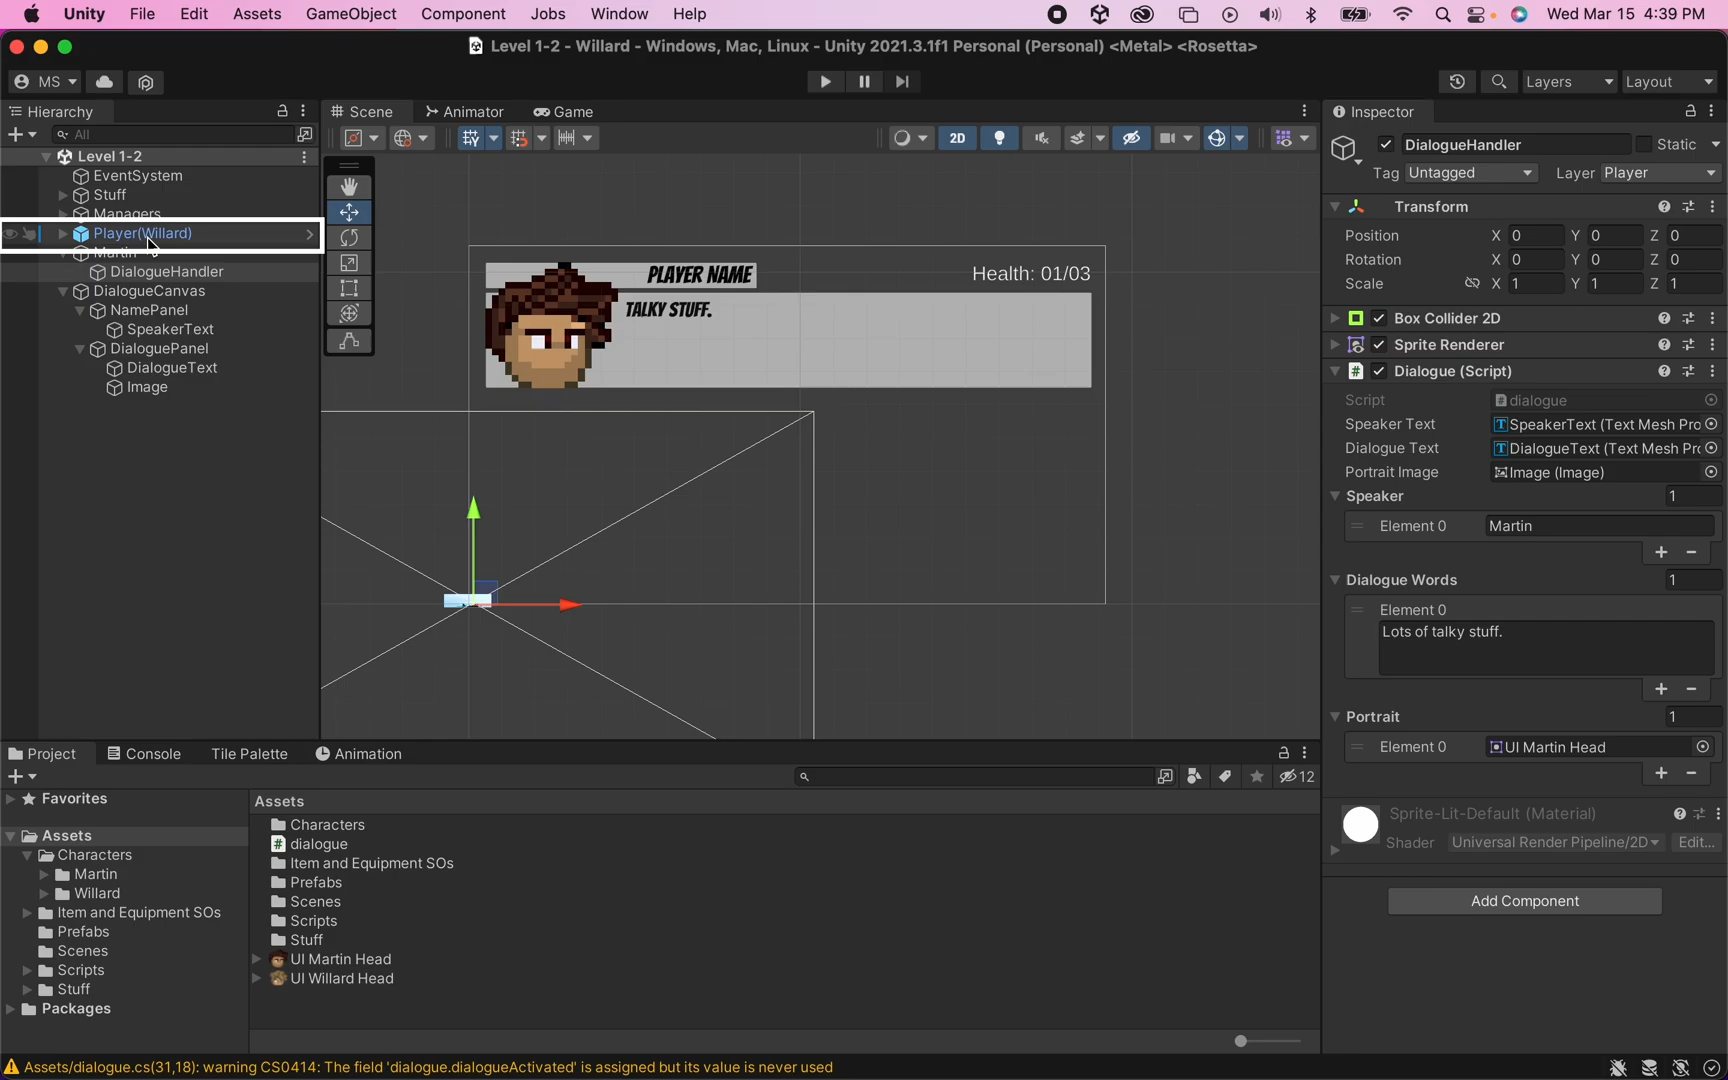 Unity File Edit Assets GameObject Component Jobs Window Help Wed Mar 15 4:39 PM
Level 1-2 - Willard - Windows, Mac, Linux - Unity 2021.3.1f1 Personal (Personal) <Metal> <Rosetta>
MS Layers Layout
Hierarchy
All
Level 1-2
EventSystem
Stuff
Managers
Player(Willard)
Martin
DialogueHandler
DialogueCanvas
NamePanel
SpeakerText
DialoguePanel
DialogueText
Image
Scene Animator Game
2D
PLAYER NAME
Health: 01/03
TALKY STUFF.
Inspector
DialogueHandler Static
Tag Untagged Layer Player
Transform
Position X 0 Y 0 Z 0
Rotation X 0 Y 0 Z 0
Scale X 1 Y 1 Z 1
Box Collider 2D
Sprite Renderer
# Dialogue (Script)
Script # dialogue
Speaker Text SpeakerText (Text Mesh Pro
Dialogue Text DialogueText (Text Mesh Pro
Portrait Image Image (Image)
Speaker 1
Element 0 Martin
+ −
Dialogue Words 1
Element 0
Lots of talky stuff.
+ −
Portrait 1
Element 0 UI Martin Head
+ −
Sprite-Lit-Default (Material)
Shader Universal Render Pipeline/2D Edit...
Add Component
Project Console Tile Palette Animation
12
Favorites
Assets
Characters
Martin
Willard
Item and Equipment SOs
Prefabs
Scenes
Scripts
Stuff
Packages
Assets
Characters
# dialogue
Item and Equipment SOs
Prefabs
Scenes
Scripts
Stuff
UI Martin Head
UI Willard Head
Assets/dialogue.cs(31,18): warning CS0414: The field 'dialogue.dialogueActivated' is assigned but its value is never used